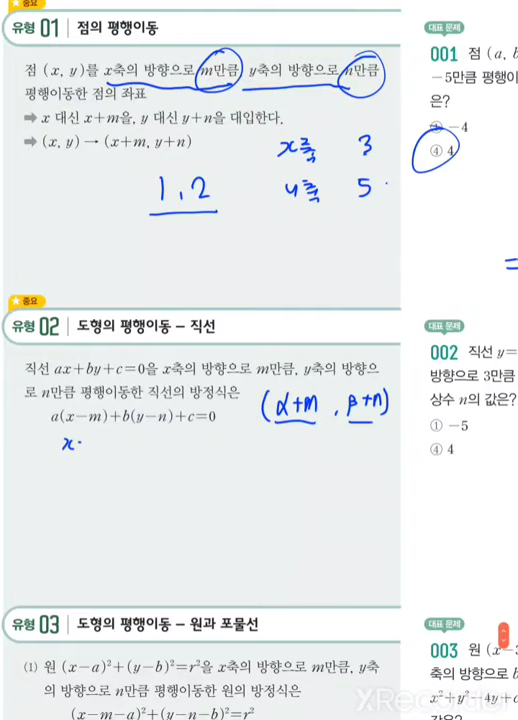 중요
유형 01 점의 평행이동
점 (x, y)를 x축의 방향으로 m만큼 y축의 방향으로 n만큼
평행이동한 점의 좌표
➡ x 대신 x+m을, y 대신 y+n을 대입한다.
➡ (x, y) → (x+m, y+n)
x축 3
1, 2
y축 5
대표 문제
001 점 (a, b
-5만큼 평행이
은?
-4
④ 4
=
중요
유형 02 도형의 평행이동 – 직선
직선 ax+by+c=0을 x축의 방향으로 m만큼, y축의 방향으
로 n만큼 평행이동한 직선의 방정식은
a(x-m)+b(y-n)+c=0
(α+m , β+n)
x
대표 문제
002 직선 y=
방향으로 3만큼
상수 n의 값은?
① -5
④ 4
유형 03 도형의 평행이동 – 원과 포물선
(1) 원 (x-a)²+(y-b)²=r²을 x축의 방향으로 m만큼, y축
의 방향으로 n만큼 평행이동한 원의 방정식은
(x-m-a)²+(y-n-b)²=r²
대표 문제
003 원 (x-3
축의 방향으로 b
x²+y²+4y+c
값은?
XRecorder